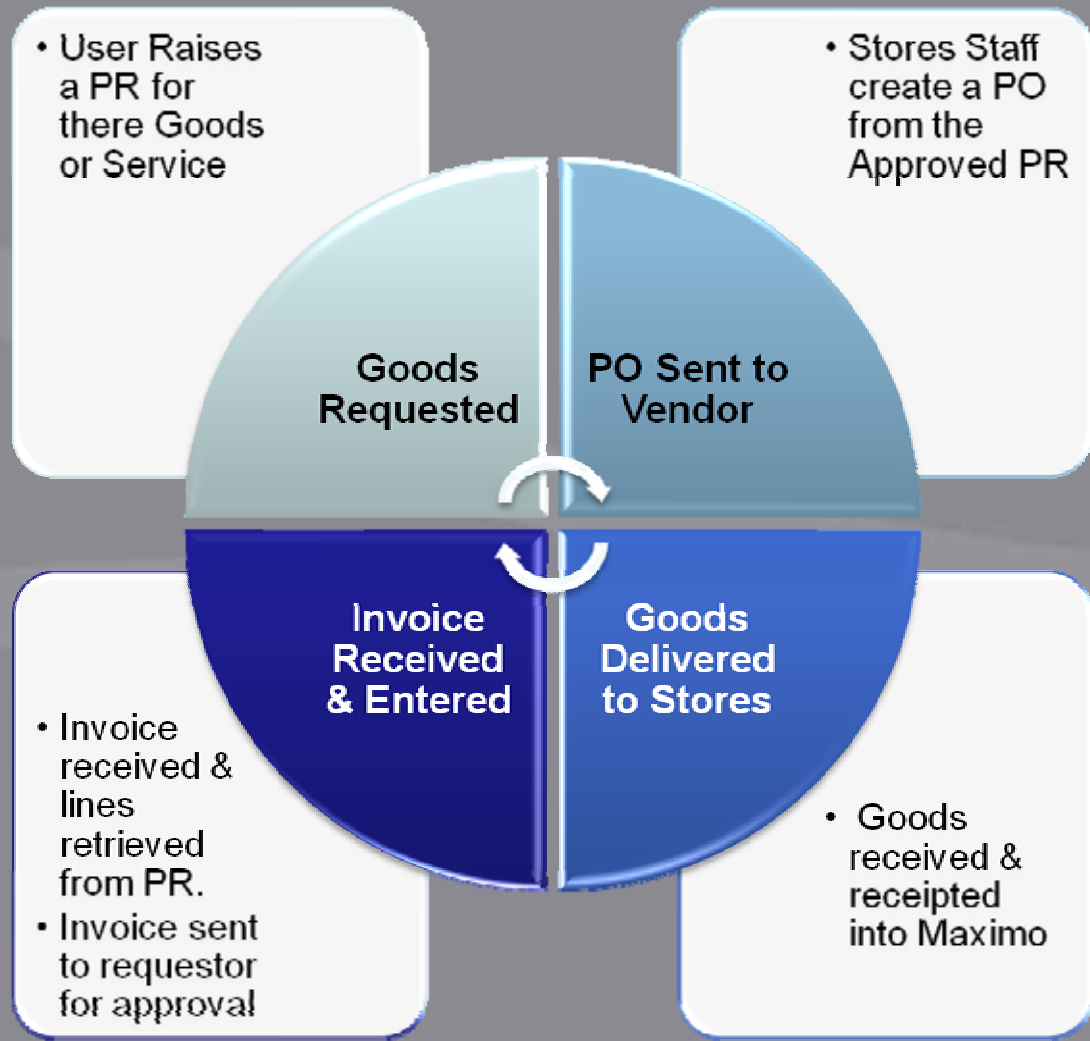 • User Raises
a PR for
there Goods
or Service
• Stores Staff
create a PO
from the
Approved PR
Goods
Requested
PO Sent to
Vendor
Invoice
Received
& Entered
Goods
Delivered
to Stores
• Invoice
received &
lines
retrieved
from PR.
• Invoice sent
to requestor
for approval
• Goods
received &
receipted
into Maximo